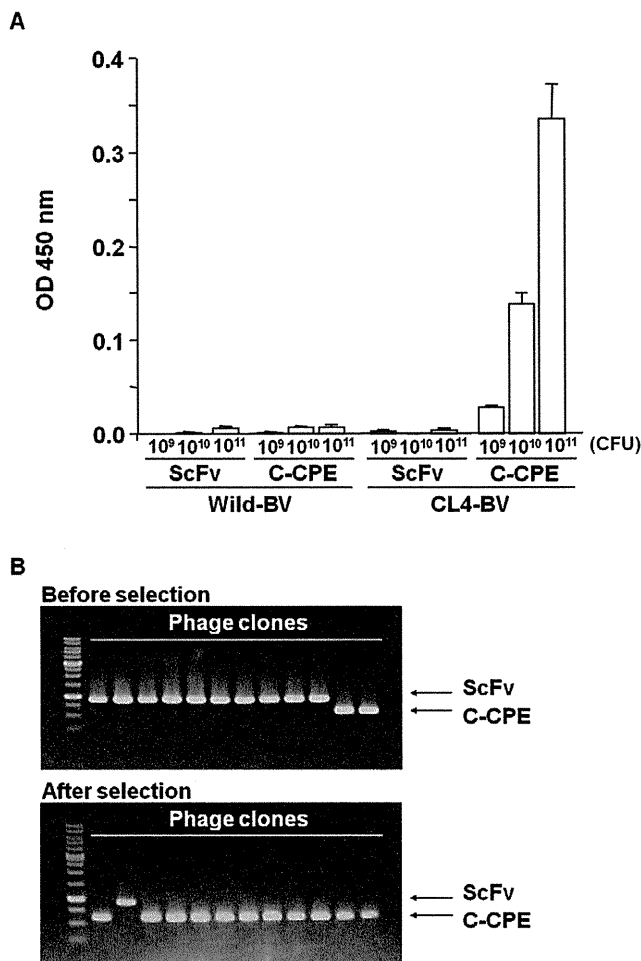 A
0.4
0.3
0.2
0.1
0.0
OD 450 nm
10⁹ 10¹⁰ 10¹¹ 10⁹ 10¹⁰ 10¹¹ 10⁹ 10¹⁰ 10¹¹ 10⁹ 10¹⁰ 10¹¹ (CFU)
ScFv C-CPE ScFv C-CPE
Wild-BV CL4-BV
B
Before selection
Phage clones
ScFv
C-CPE
After selection
Phage clones
ScFv
C-CPE